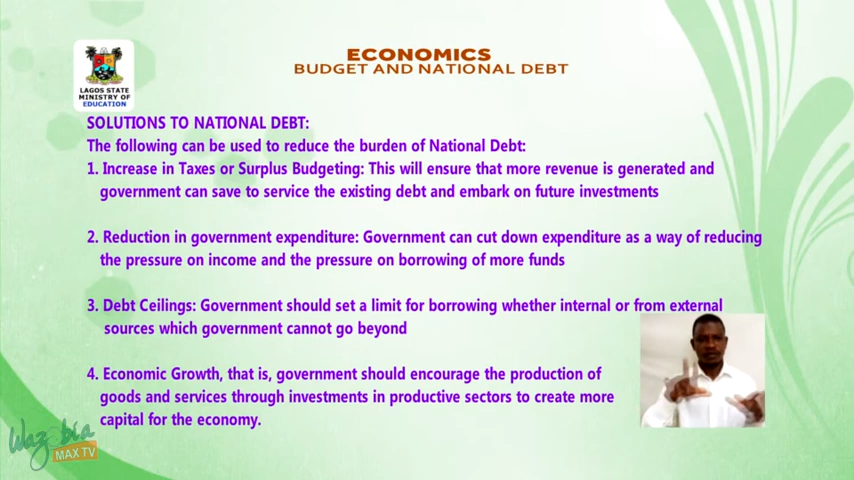 ECONOMICS
BUDGET AND NATIONAL DEBT
LAGOS STATE
MINISTRY OF
EDUCATION
SOLUTIONS TO NATIONAL DEBT:
The following can be used to reduce the burden of National Debt:
1. Increase in Taxes or Surplus Budgeting: This will ensure that more revenue is generated and
government can save to service the existing debt and embark on future investments
2. Reduction in government expenditure: Government can cut down expenditure as a way of reducing
the pressure on income and the pressure on borrowing of more funds
3. Debt Ceilings: Government should set a limit for borrowing whether internal or from external
sources which government cannot go beyond
4. Economic Growth, that is, government should encourage the production of
goods and services through investments in productive sectors to create more
capital for the economy.
Wazobia
MAX TV